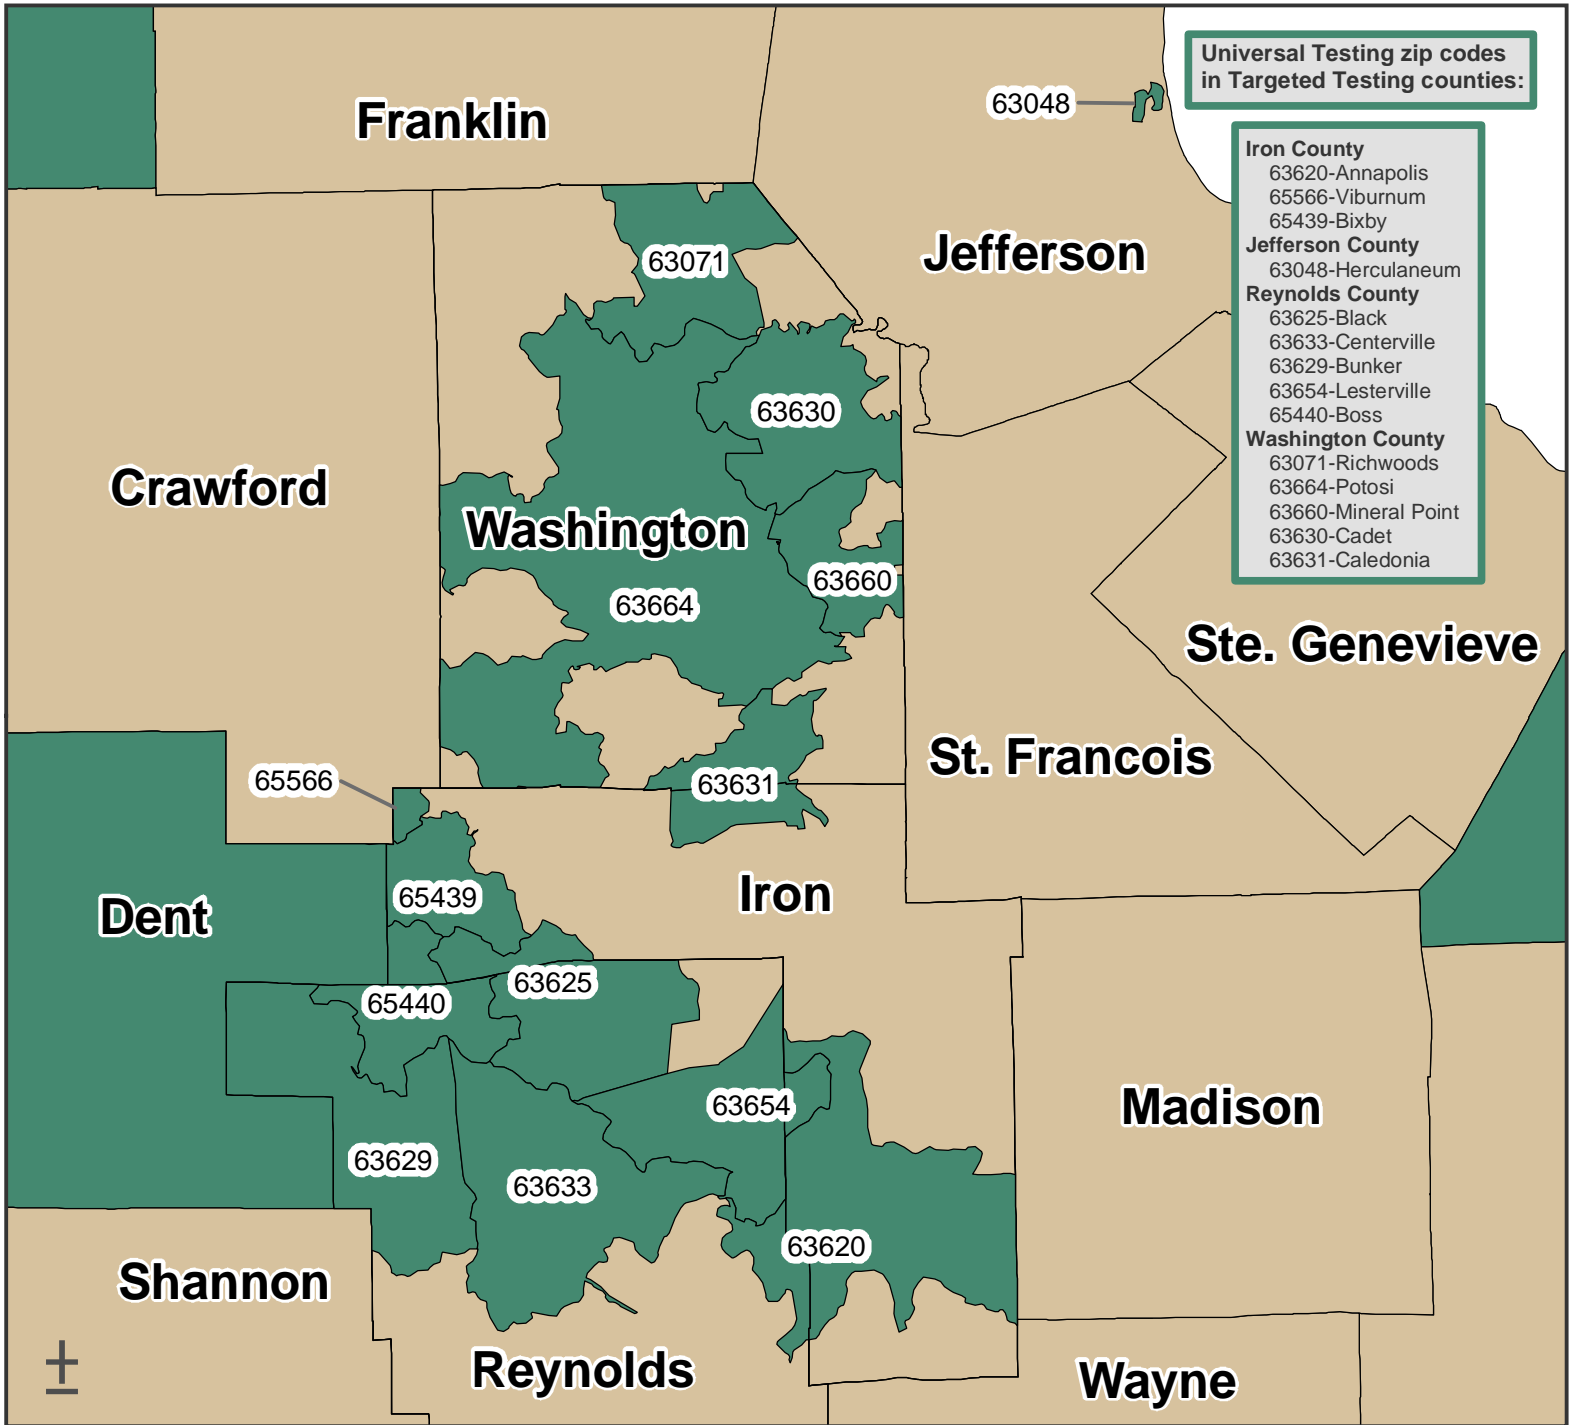 Universal Testing zip codes
in Targeted Testing counties:
63048
Franklin
Iron County
63620-Annapolis
65566-Viburnum
65439-Bixby
Jefferson County
63048-Herculaneum
Reynolds County
63625-Black
63633-Centerville
63629-Bunker
63654-Lesterville
65440-Boss
Washington County
63071-Richwoods
63664-Potosi
63660-Mineral Point
63630-Cadet
63631-Caledonia
Jefferson
63071
63630
Crawford
Washington
63660
63664
Ste. Genevieve
St. Francois
65566
63631
Iron
65439
Dent
63625
65440
63654
Madison
63629
63633
63620
Shannon
Reynolds
Wayne